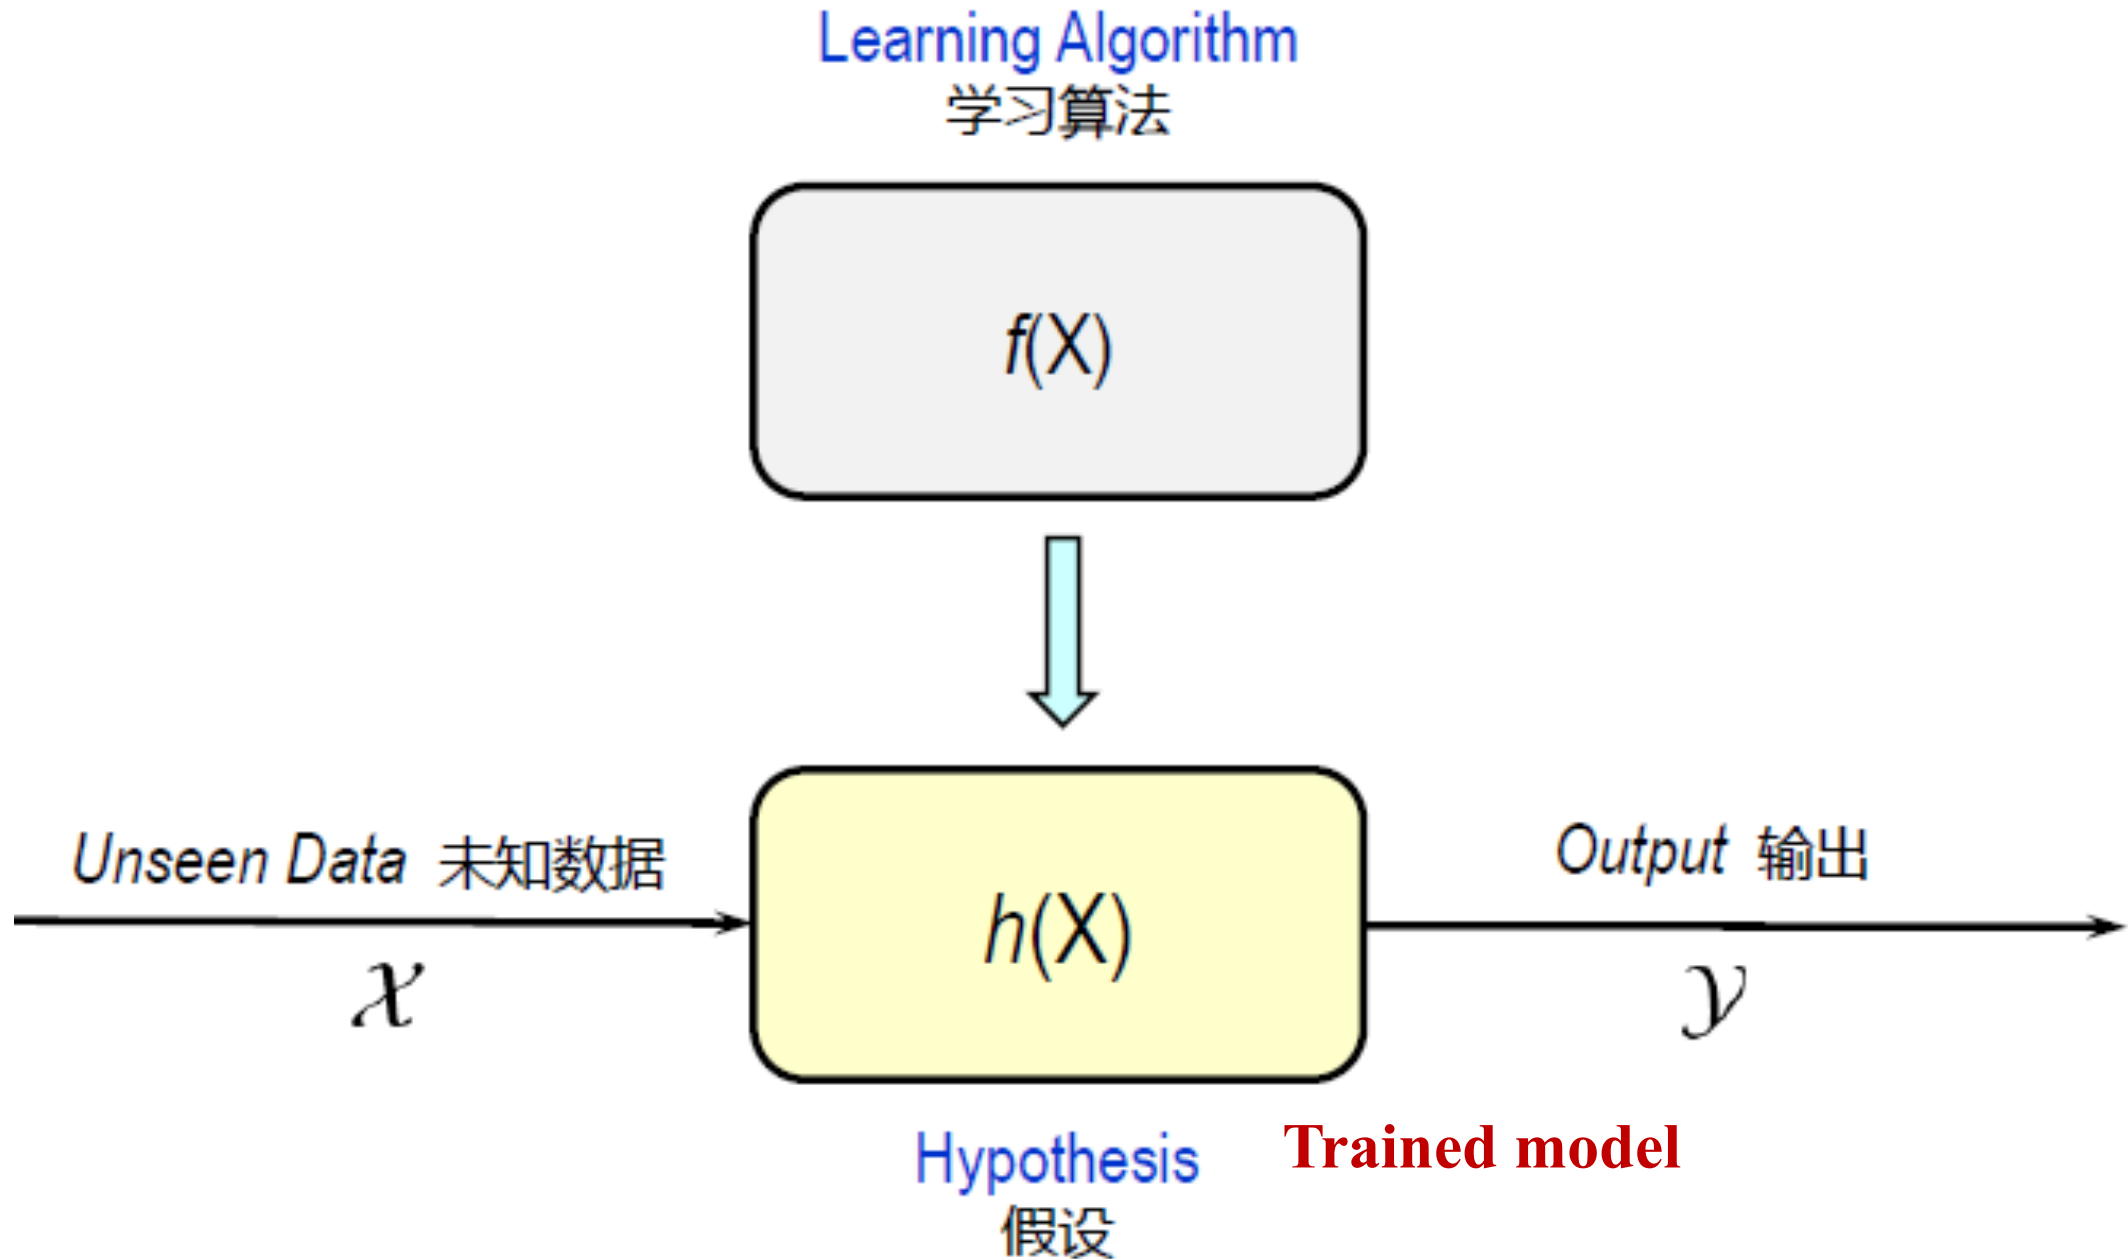 Learning Algorithm
学习算法
f(X)
Unseen Data 未知数据
Output 输出
h(X)
𝒳
𝒴
Hypothesis
Trained model
假设